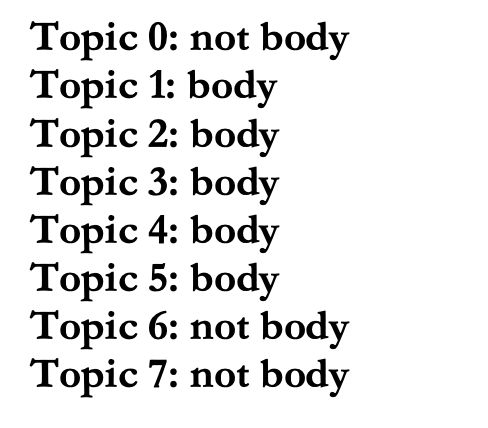 Topic 0: not body
Topic 1: body
Topic 2: body
Topic 3: body
Topic 4: body
Topic 5: body
Topic 6: not body
Topic 7: not body